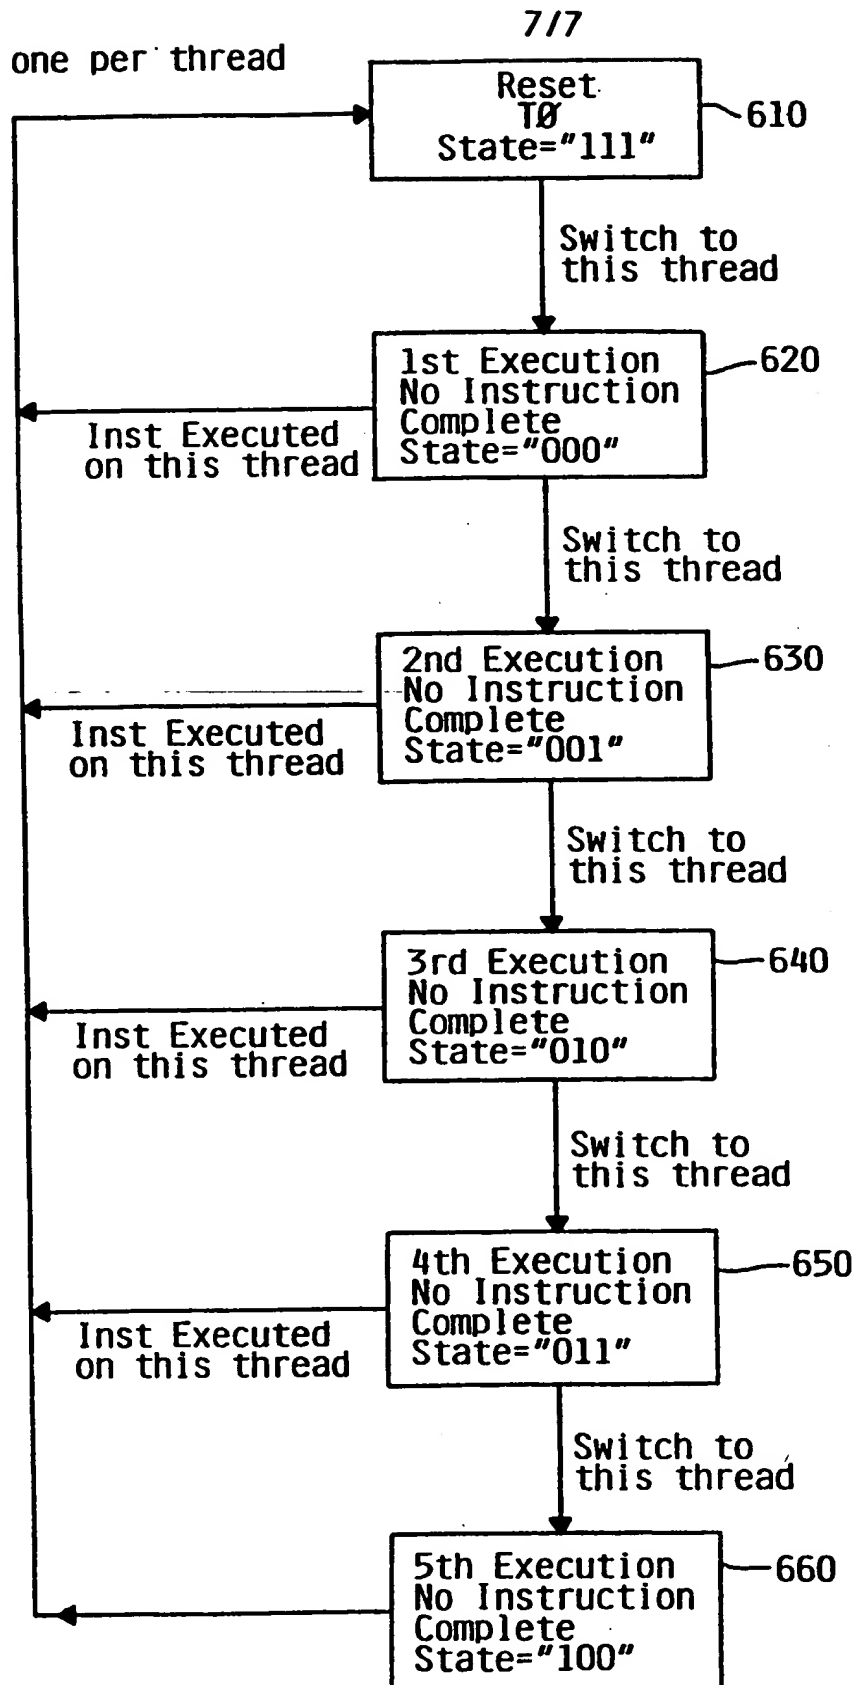 7/7
one per thread
Reset
TØ
State="111"
610
Switch to
this thread
1st Execution
No Instruction
Complete
State="000"
620
Inst Executed
on this thread
Switch to
this thread
2nd Execution
No Instruction
Complete
State="001"
630
Inst Executed
on this thread
Switch to
this thread
3rd Execution
No Instruction
Complete
State="010"
640
Inst Executed
on this thread
Switch to
this thread
4th Execution
No Instruction
Complete
State="011"
650
Inst Executed
on this thread
Switch to
this thread
5th Execution
No Instruction
Complete
State="100"
660